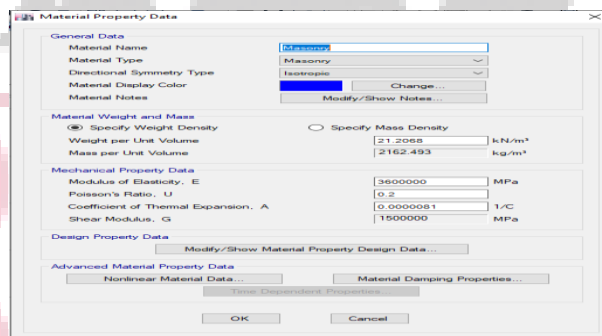 Material Property Data
General Data
Material Name Masonry
Material Type Masonry
Directional Symmetry Type Isotropic
Material Display Color Change...
Material Notes Modify/Show Notes...
Material Weight and Mass
Specify Weight Density Specify Mass Density
Weight per Unit Volume 21.2068 kN/m³
Mass per Unit Volume 2162.493 kg/m³
Mechanical Property Data
Modulus of Elasticity, E 3600000 MPa
Poisson's Ratio, U 0.2
Coefficient of Thermal Expansion, A 0.0000081 1/C
Shear Modulus, G 1500000 MPa
Design Property Data
Modify/Show Material Property Design Data...
Advanced Material Property Data
Nonlinear Material Data... Material Damping Properties...
Time Dependent Properties...
OK Cancel